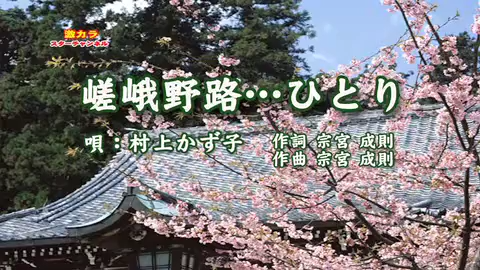 激カラ
スターチャンネル
嵯峨野路…ひとり
唄：村上かず子
作詞 宗宮 成則
作曲 宗宮 成則